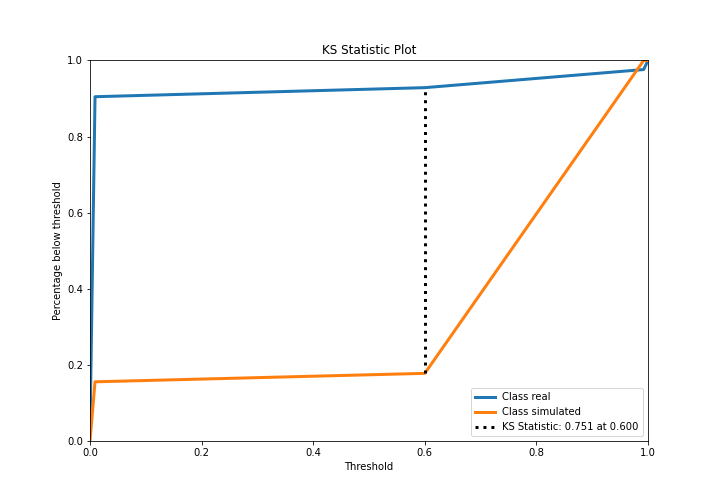 KS Statistic Plot
Percentage below threshold
1.0
0.8
0.6
0.4
0.2
0.0
0.0 0.2 0.4 0.6 0.8 1.0
Threshold
Class real
Class simulated
KS Statistic: 0.751 at 0.600